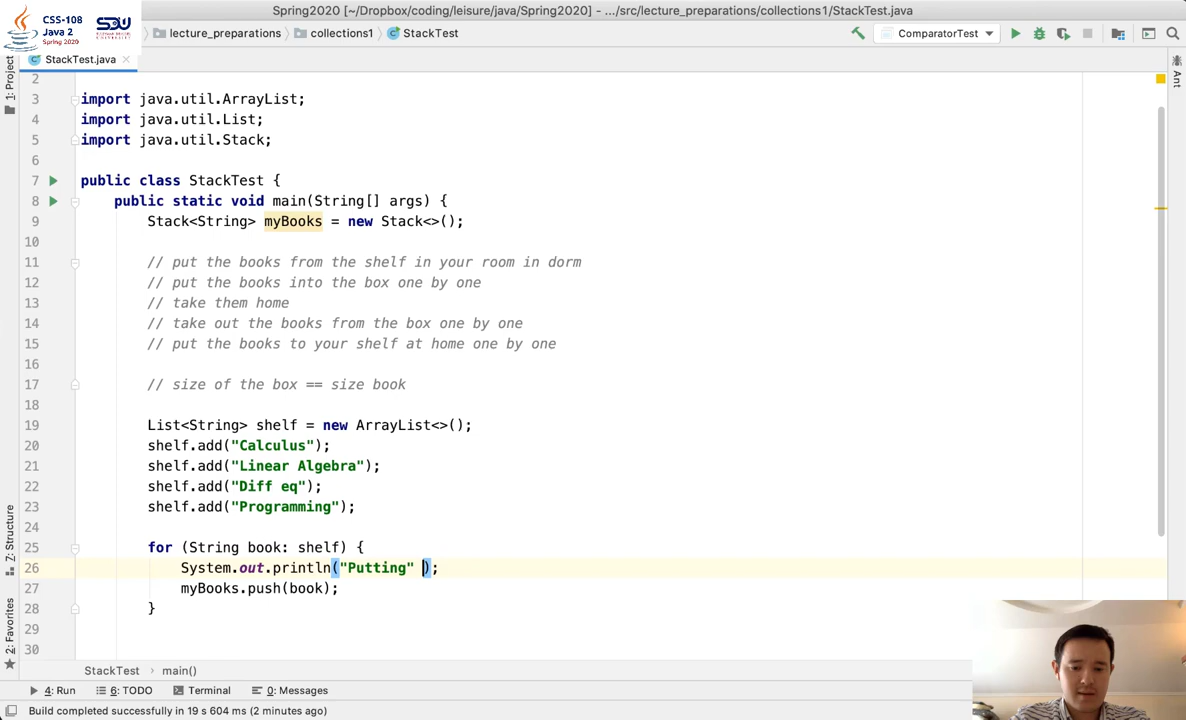 Spring2020 [~/Dropbox/coding/leisure/java/Spring2020] - .../src/lecture_preparations/collections1/StackTest.java
CSS-108
Java 2
Spring 2020
SDU
lecture_preparations
collections1
StackTest
ComparatorTest
StackTest.java
1: Project
Ant
2
3 import java.util.ArrayList;
4 import java.util.List;
5 import java.util.Stack;
6
7 public class StackTest {
8 public static void main(String[] args) {
9 Stack<String> myBooks = new Stack<>();
10
11 // put the books from the shelf in your room in dorm
12 // put the books into the box one by one
13 // take them home
14 // take out the books from the box one by one
15 // put the books to your shelf at home one by one
16
17 // size of the box == size book
18
19 List<String> shelf = new ArrayList<>();
20 shelf.add("Calculus");
21 shelf.add("Linear Algebra");
22 shelf.add("Diff eq");
23 shelf.add("Programming");
24
25 for (String book: shelf) {
26 System.out.println("Putting" );
27 myBooks.push(book);
28 }
29
30
7: Structure
2: Favorites
StackTest › main()
4: Run 6: TODO Terminal 0: Messages
Build completed successfully in 19 s 604 ms (2 minutes ago)